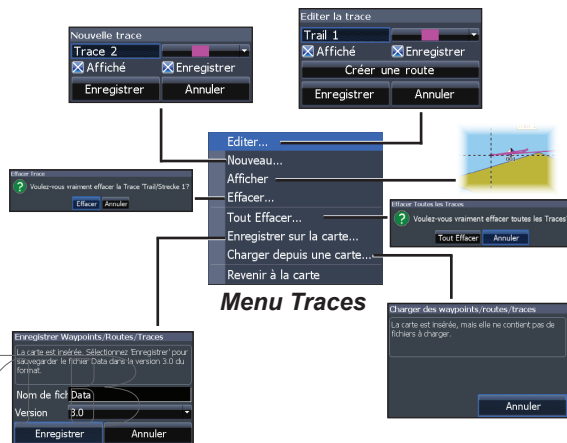 Nouvelle trace
Trace 2
Affiché
Enregistrer
Enregistrer
Annuler
Editer la trace
Trail 1
Affiché
Enregistrer
Créer une route
Enregistrer
Annuler
Editer...
Nouveau...
Afficher
Effacer...
Tout Effacer...
Enregistrer sur la carte...
Charger depuis une carte...
Revenir à la carte
Menu Traces
Effacer Trace
Voulez-vous vraiment effacer la Trace 'Trail/Strecke 1'?
Effacer
Annuler
001
Effacer Toutes les Traces
Voulez-vous vraiment effacer toutes les Traces
Tout Effacer
Annuler
Enregistrer Waypoints/Routes/Traces
La carte est insérée. Sélectionnez 'Enregistrer' pour
sauvegarder le fichier Data dans la version 3.0 du
format.
Nom de fich
Data
Version
3.0
Enregistrer
Annuler
Charger des waypoints/routes/traces
La carte est insérée, mais elle ne contient pas de
fichiers à charger.
Annuler